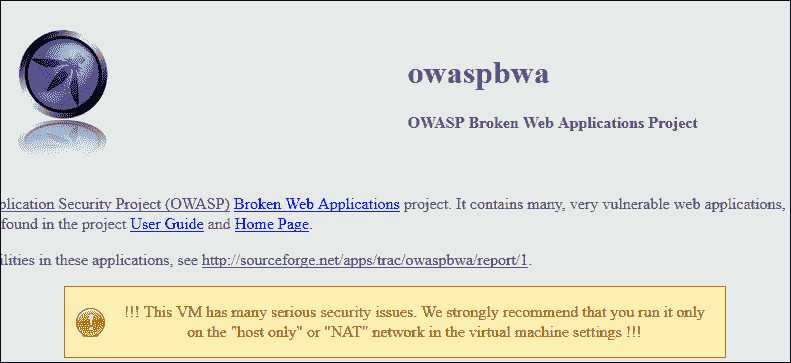 owaspbwa
OWASP Broken Web Applications Project
plication Security Project (OWASP) Broken Web Applications project. It contains many, very vulnerable web applications,
found in the project User Guide and Home Page.
ilities in these applications, see http://sourceforge.net/apps/trac/owaspbwa/report/1.
!!! This VM has many serious security issues. We strongly recommend that you run it only
on the "host only" or "NAT" network in the virtual machine settings !!!